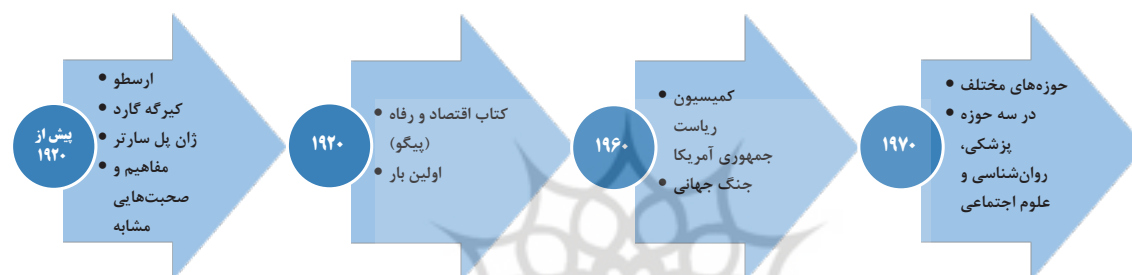 پیش از
۱۹۲۰
• ارسطو
• کیرگه گارد
• ژان پل سارتر
• مفاهیم و
صحبت‌هایی
مشابه
۱۹۲۰
• کتاب اقتصاد و رفاه
(پیگو)
• اولین بار
۱۹۶۰
• کمیسیون
ریاست
جمهوری آمریکا
• جنگ جهانی
۱۹۷۰
• حوزه‌های مختلف
• در سه حوزه
پزشکی،
روان‌شناسی و
علوم اجتماعی